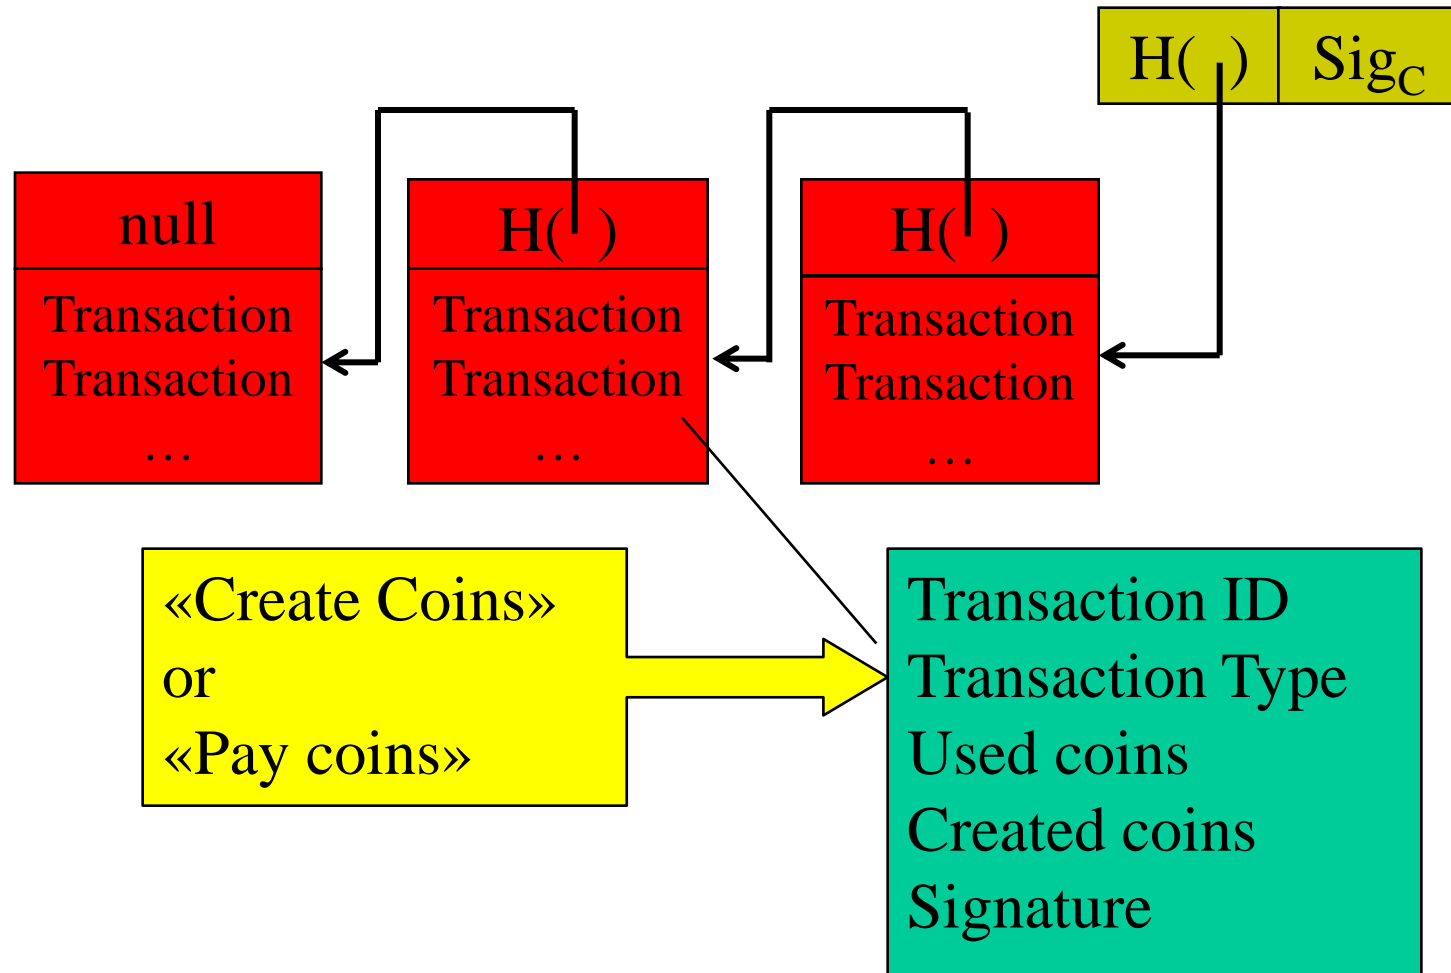 H( ) Sig_C
null
Transaction
Transaction
…
H( )
Transaction
Transaction
…
H( )
Transaction
Transaction
…
«Create Coins»
or
«Pay coins»
Transaction ID
Transaction Type
Used coins
Created coins
Signature